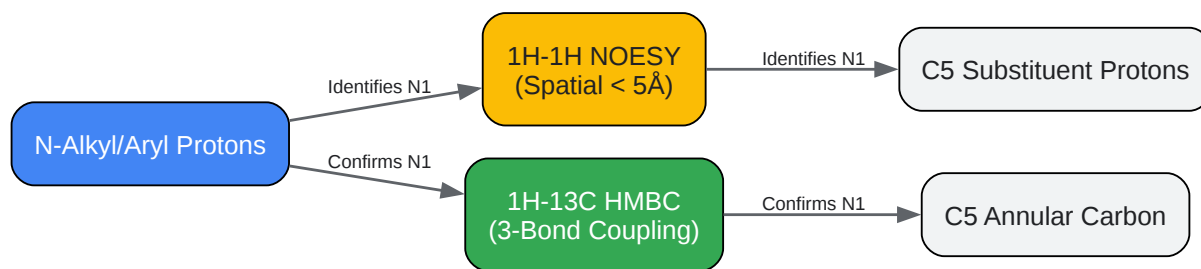 N-Alkyl/Aryl Protons
Identifies N1
1H-1H NOESY
(Spatial < 5Å)
Identifies N1
C5 Substituent Protons
Confirms N1
1H-13C HMBC
(3-Bond Coupling)
Confirms N1
C5 Annular Carbon